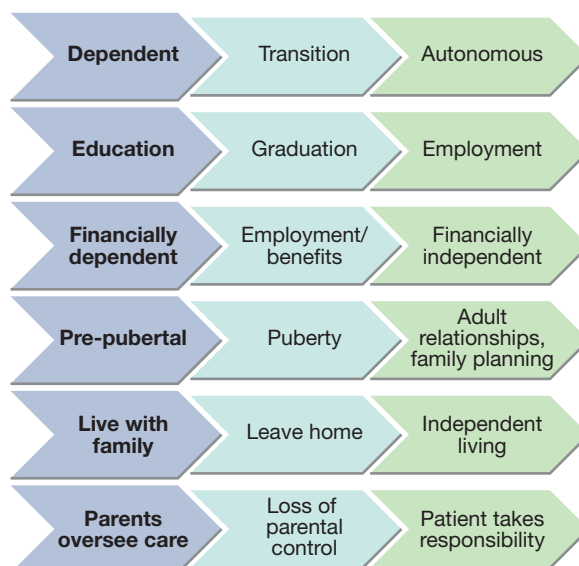 Dependent
Transition
Autonomous
Education
Graduation
Employment
Financially
dependent
Employment/
benefits
Financially
independent
Pre-pubertal
Puberty
Adult
relationships,
family planning
Live with
family
Leave home
Independent
living
Parents
oversee care
Loss of
parental
control
Patient takes
responsibility